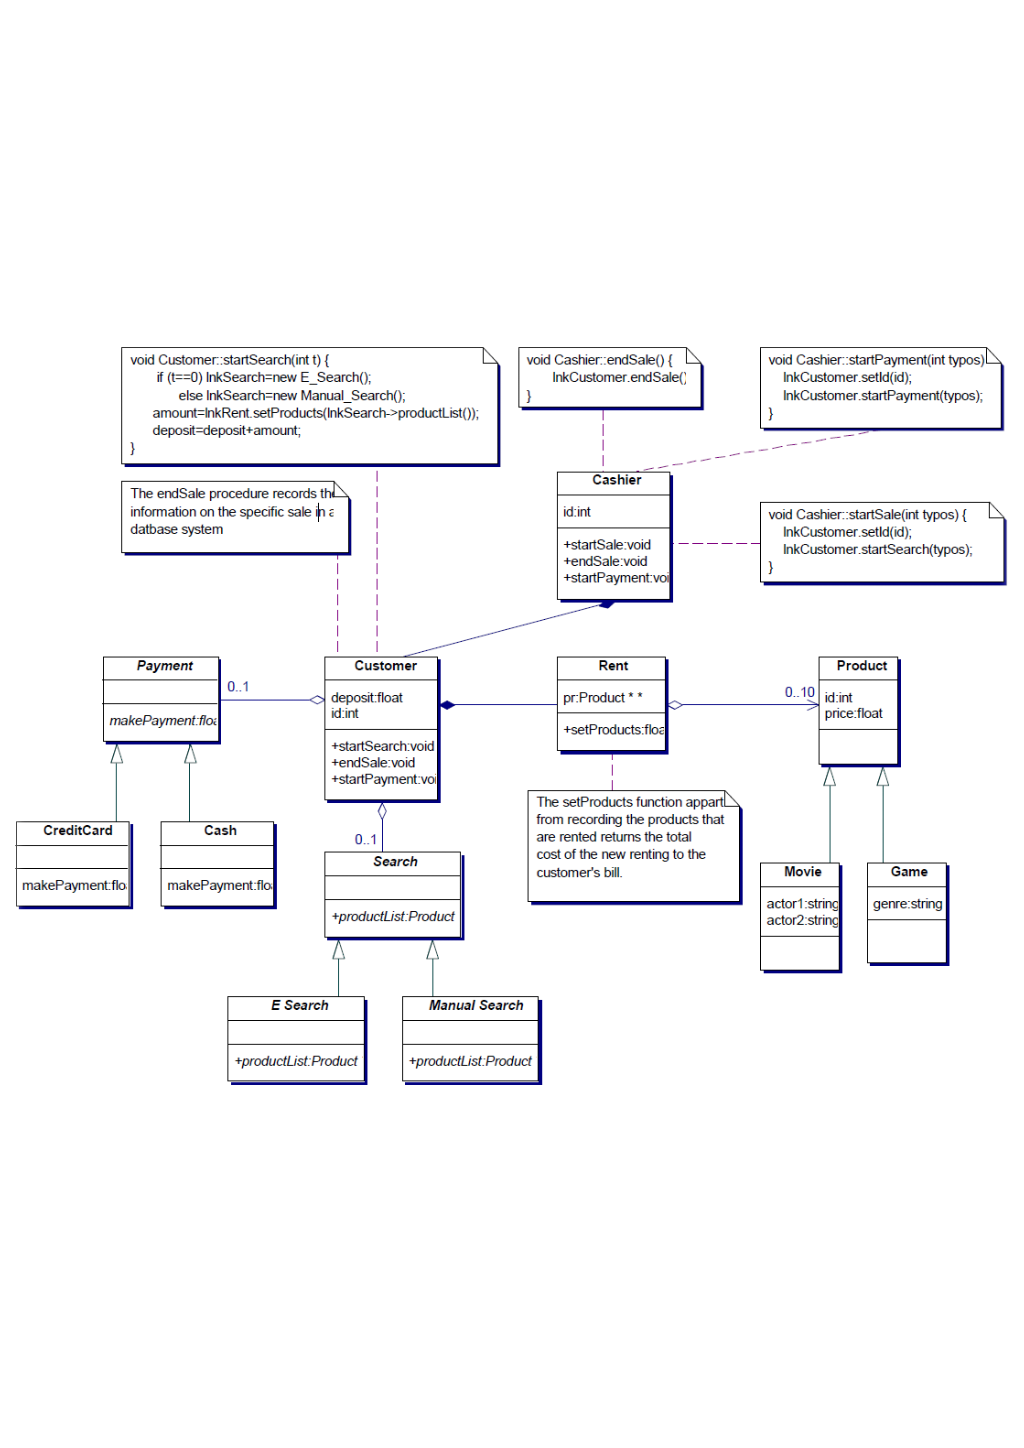 void Customer::startSearch(int t) {
if (t==0) lnkSearch=new E_Search();
else lnkSearch=new Manual_Search();
amount=lnkRent.setProducts(lnkSearch->productList());
deposit=deposit+amount;
}
void Cashier::endSale() {
lnkCustomer.endSale()
}
void Cashier::startPayment(int typos)
lnkCustomer.setId(id);
lnkCustomer.startPayment(typos);
}
The endSale procedure records the
information on the specific sale in a
datbase system
Cashier
id:int
+startSale:void
+endSale:void
+startPayment:voi
void Cashier::startSale(int typos) {
lnkCustomer.setId(id);
lnkCustomer.startSearch(typos);
}
Payment
makePayment:floa
0..1
Customer
deposit:float
id:int
+startSearch:void
+endSale:void
+startPayment:voi
Rent
pr:Product * *
+setProducts:floa
0..10
Product
id:int
price:float
The setProducts function appart
from recording the products that
are rented returns the total
cost of the new renting to the
customer's bill.
CreditCard
makePayment:floa
Cash
makePayment:floa
0..1
Search
+productList:Product
Movie
actor1:string
actor2:string
Game
genre:string
E Search
+productList:Product
Manual Search
+productList:Product